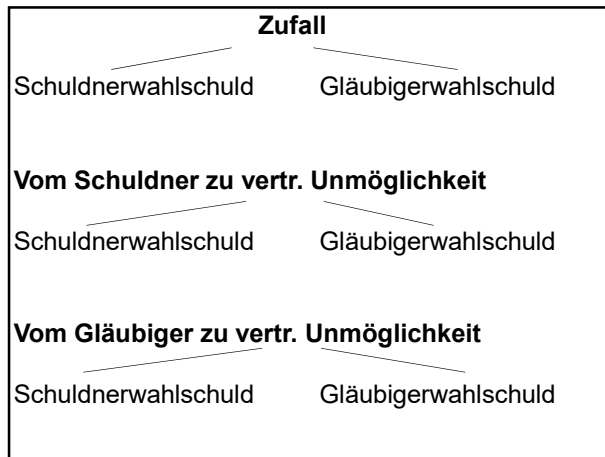 Zufall
Schuldnerwahlschuld Gläubigerwahlschuld
Vom Schuldner zu vertr. Unmöglichkeit
Schuldnerwahlschuld Gläubigerwahlschuld
Vom Gläubiger zu vertr. Unmöglichkeit
Schuldnerwahlschuld Gläubigerwahlschuld